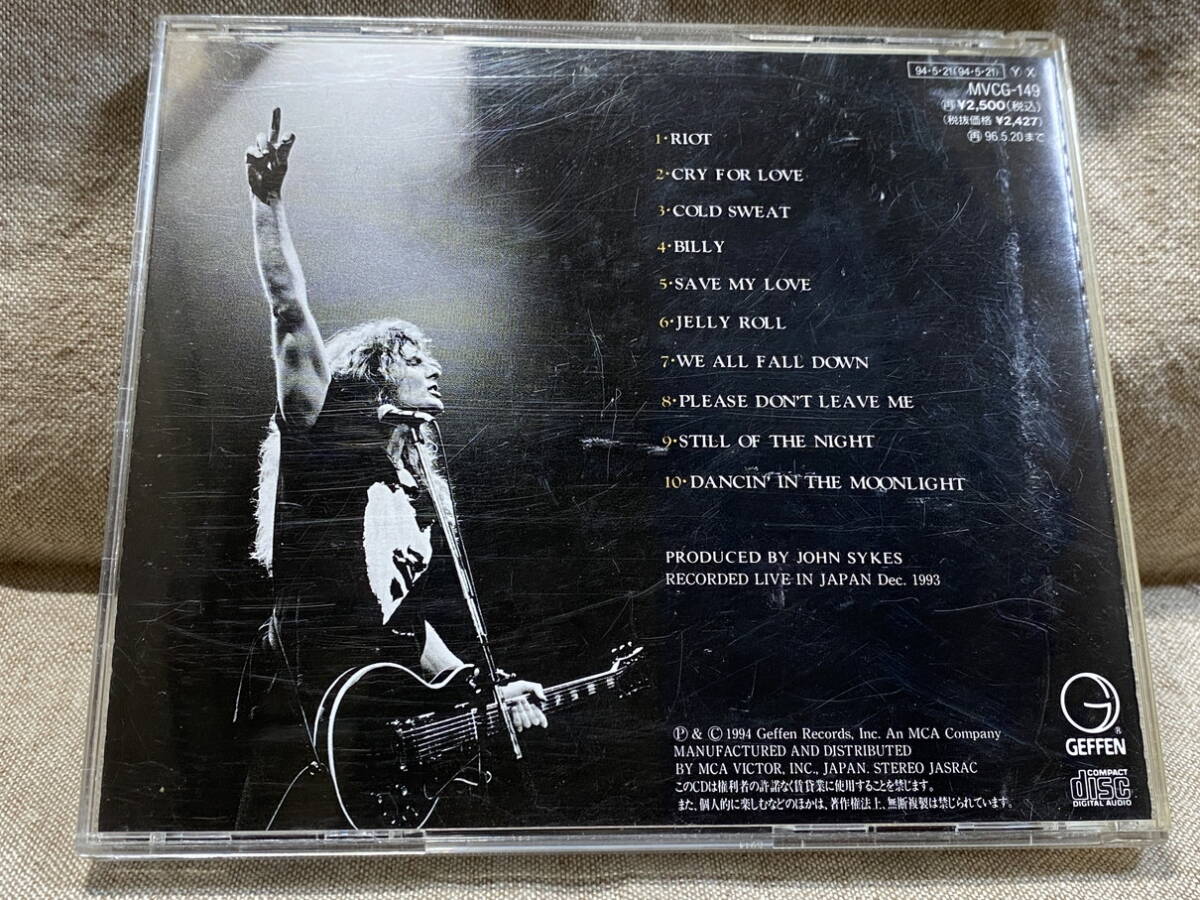 94・5・21(94・5・21) Y X
MVCG-149
再¥2,500(税込)
(税抜価格 ¥2,427)
再96.5.20まで
1・RIOT
2・CRY FOR LOVE
3・COLD SWEAT
4・BILLY
5・SAVE MY LOVE
6・JELLY ROLL
7・WE ALL FALL DOWN
8・PLEASE DON'T LEAVE ME
9・STILL OF THE NIGHT
10・DANCIN' IN THE MOONLIGHT
PRODUCED BY JOHN SYKES
RECORDED LIVE IN JAPAN Dec. 1993
Ⓟ & Ⓒ 1994 Geffen Records, Inc. An MCA Company
MANUFACTURED AND DISTRIBUTED
BY MCA VICTOR, INC., JAPAN. STEREO JASRAC
このCDは権利者の許諾なく賃貸業に使用することを禁じます。
また、個人的に楽しむなどのほかは、著作権法上、無断複製は禁じられています。
G®
GEFFEN
COMPACT
disc
DIGITAL AUDIO